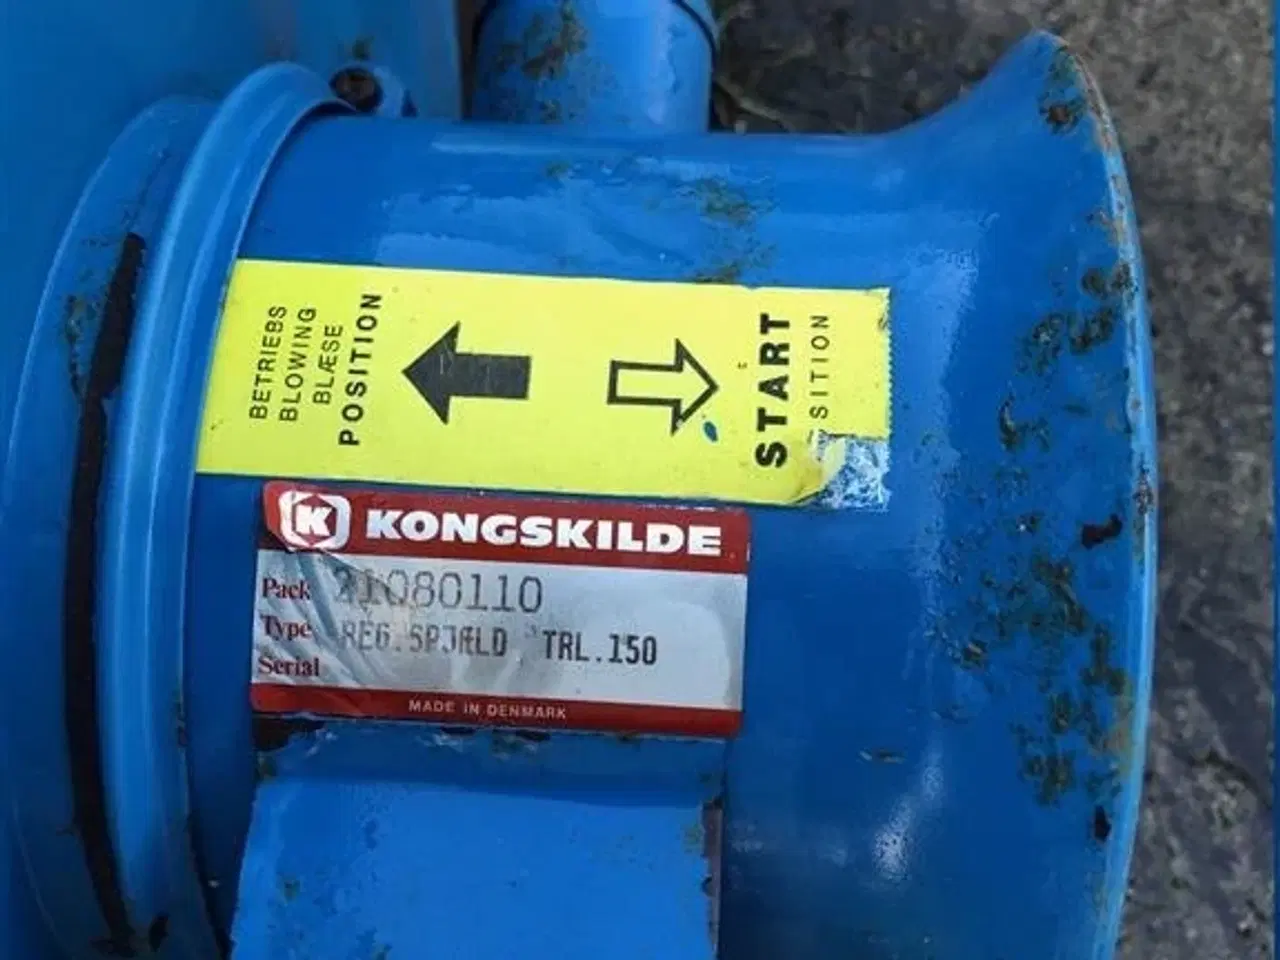 BETRIEBS
BLOWING
BLÆSE
POSITION
START
SITION
K KONGSKILDE
Pack 21080110
Type REG.SPJÆLD TRL.150
Serial
MADE IN DENMARK